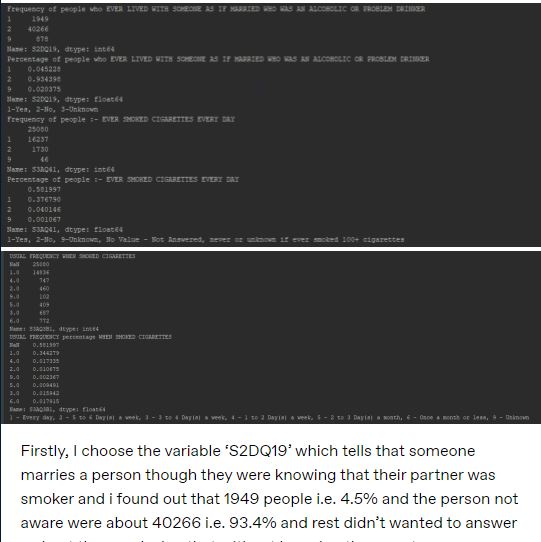 Frequency of people who EVER LIVED WITH SOMEONE AS IF MARRIED WHO WAS AN ALCOHOLIC OR PROBLEM DRINKER
1 1949
2 40266
9 878
Name: S2DQ19, dtype: int64
Percentage of people who EVER LIVED WITH SOMEONE AS IF MARRIED WHO WAS AN ALCOHOLIC OR PROBLEM DRINKER
1 0.045228
2 0.934398
9 0.020375
Name: S2DQ19, dtype: float64
1-Yes, 2-No, 3-Unknown
Frequency of people :- EVER SMOKED CIGARETTES EVERY DAY
25080
1 16237
2 1730
9 46
Name: S3AQ41, dtype: int64
Percentage of people :- EVER SMOKED CIGARETTES EVERY DAY
0.581997
1 0.376790
2 0.040146
9 0.001067
Name: S3AQ41, dtype: float64
1-Yes, 2-No, 9-Unknown, No Value - Not Answered, never or unknown if ever smoked 100+ cigarettes
USUAL FREQUENCY WHEN SMOKED CIGARETTES
NaN 25080
1.0 14836
4.0 747
2.0 460
9.0 102
5.0 409
3.0 687
6.0 772
Name: S3AQ3B1, dtype: int64
USUAL FREQUENCY percentage WHEN SMOKED CIGARETTES
NaN 0.581997
1.0 0.344279
4.0 0.017335
2.0 0.010675
9.0 0.002367
5.0 0.009491
3.0 0.015942
6.0 0.017915
Name: S3AQ3B1, dtype: float64
1 - Every day, 2 - 5 to 6 Day(s) a week, 3 - 3 to 4 Day(s) a week, 4 - 1 to 2 Day(s) a week, 5 - 2 to 3 Day(s) a month, 6 - Once a month or less, 9 - Unknown
Firstly, I choose the variable ‘S2DQ19’ which tells that someone
marries a person though they were knowing that their partner was
smoker and i found out that 1949 people i.e. 4.5% and the person not
aware were about 40266 i.e. 93.4% and rest didn’t wanted to answer